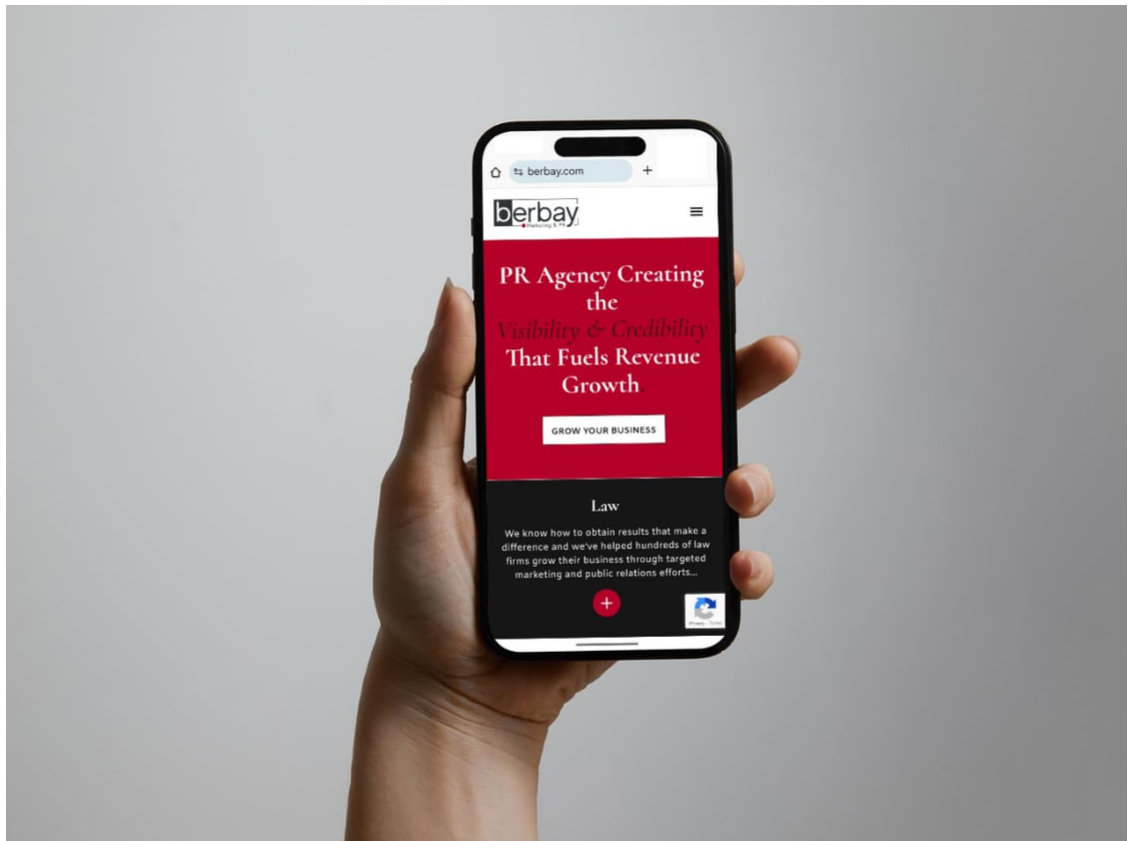 berbay.com
berbay
Marketing & PR
PR Agency Creating
the
Visibility & Credibility
That Fuels Revenue
Growth
GROW YOUR BUSINESS
Law
We know how to obtain results that make a
difference and we've helped hundreds of law
firms grow their business through targeted
marketing and public relations efforts...
Privacy - Terms